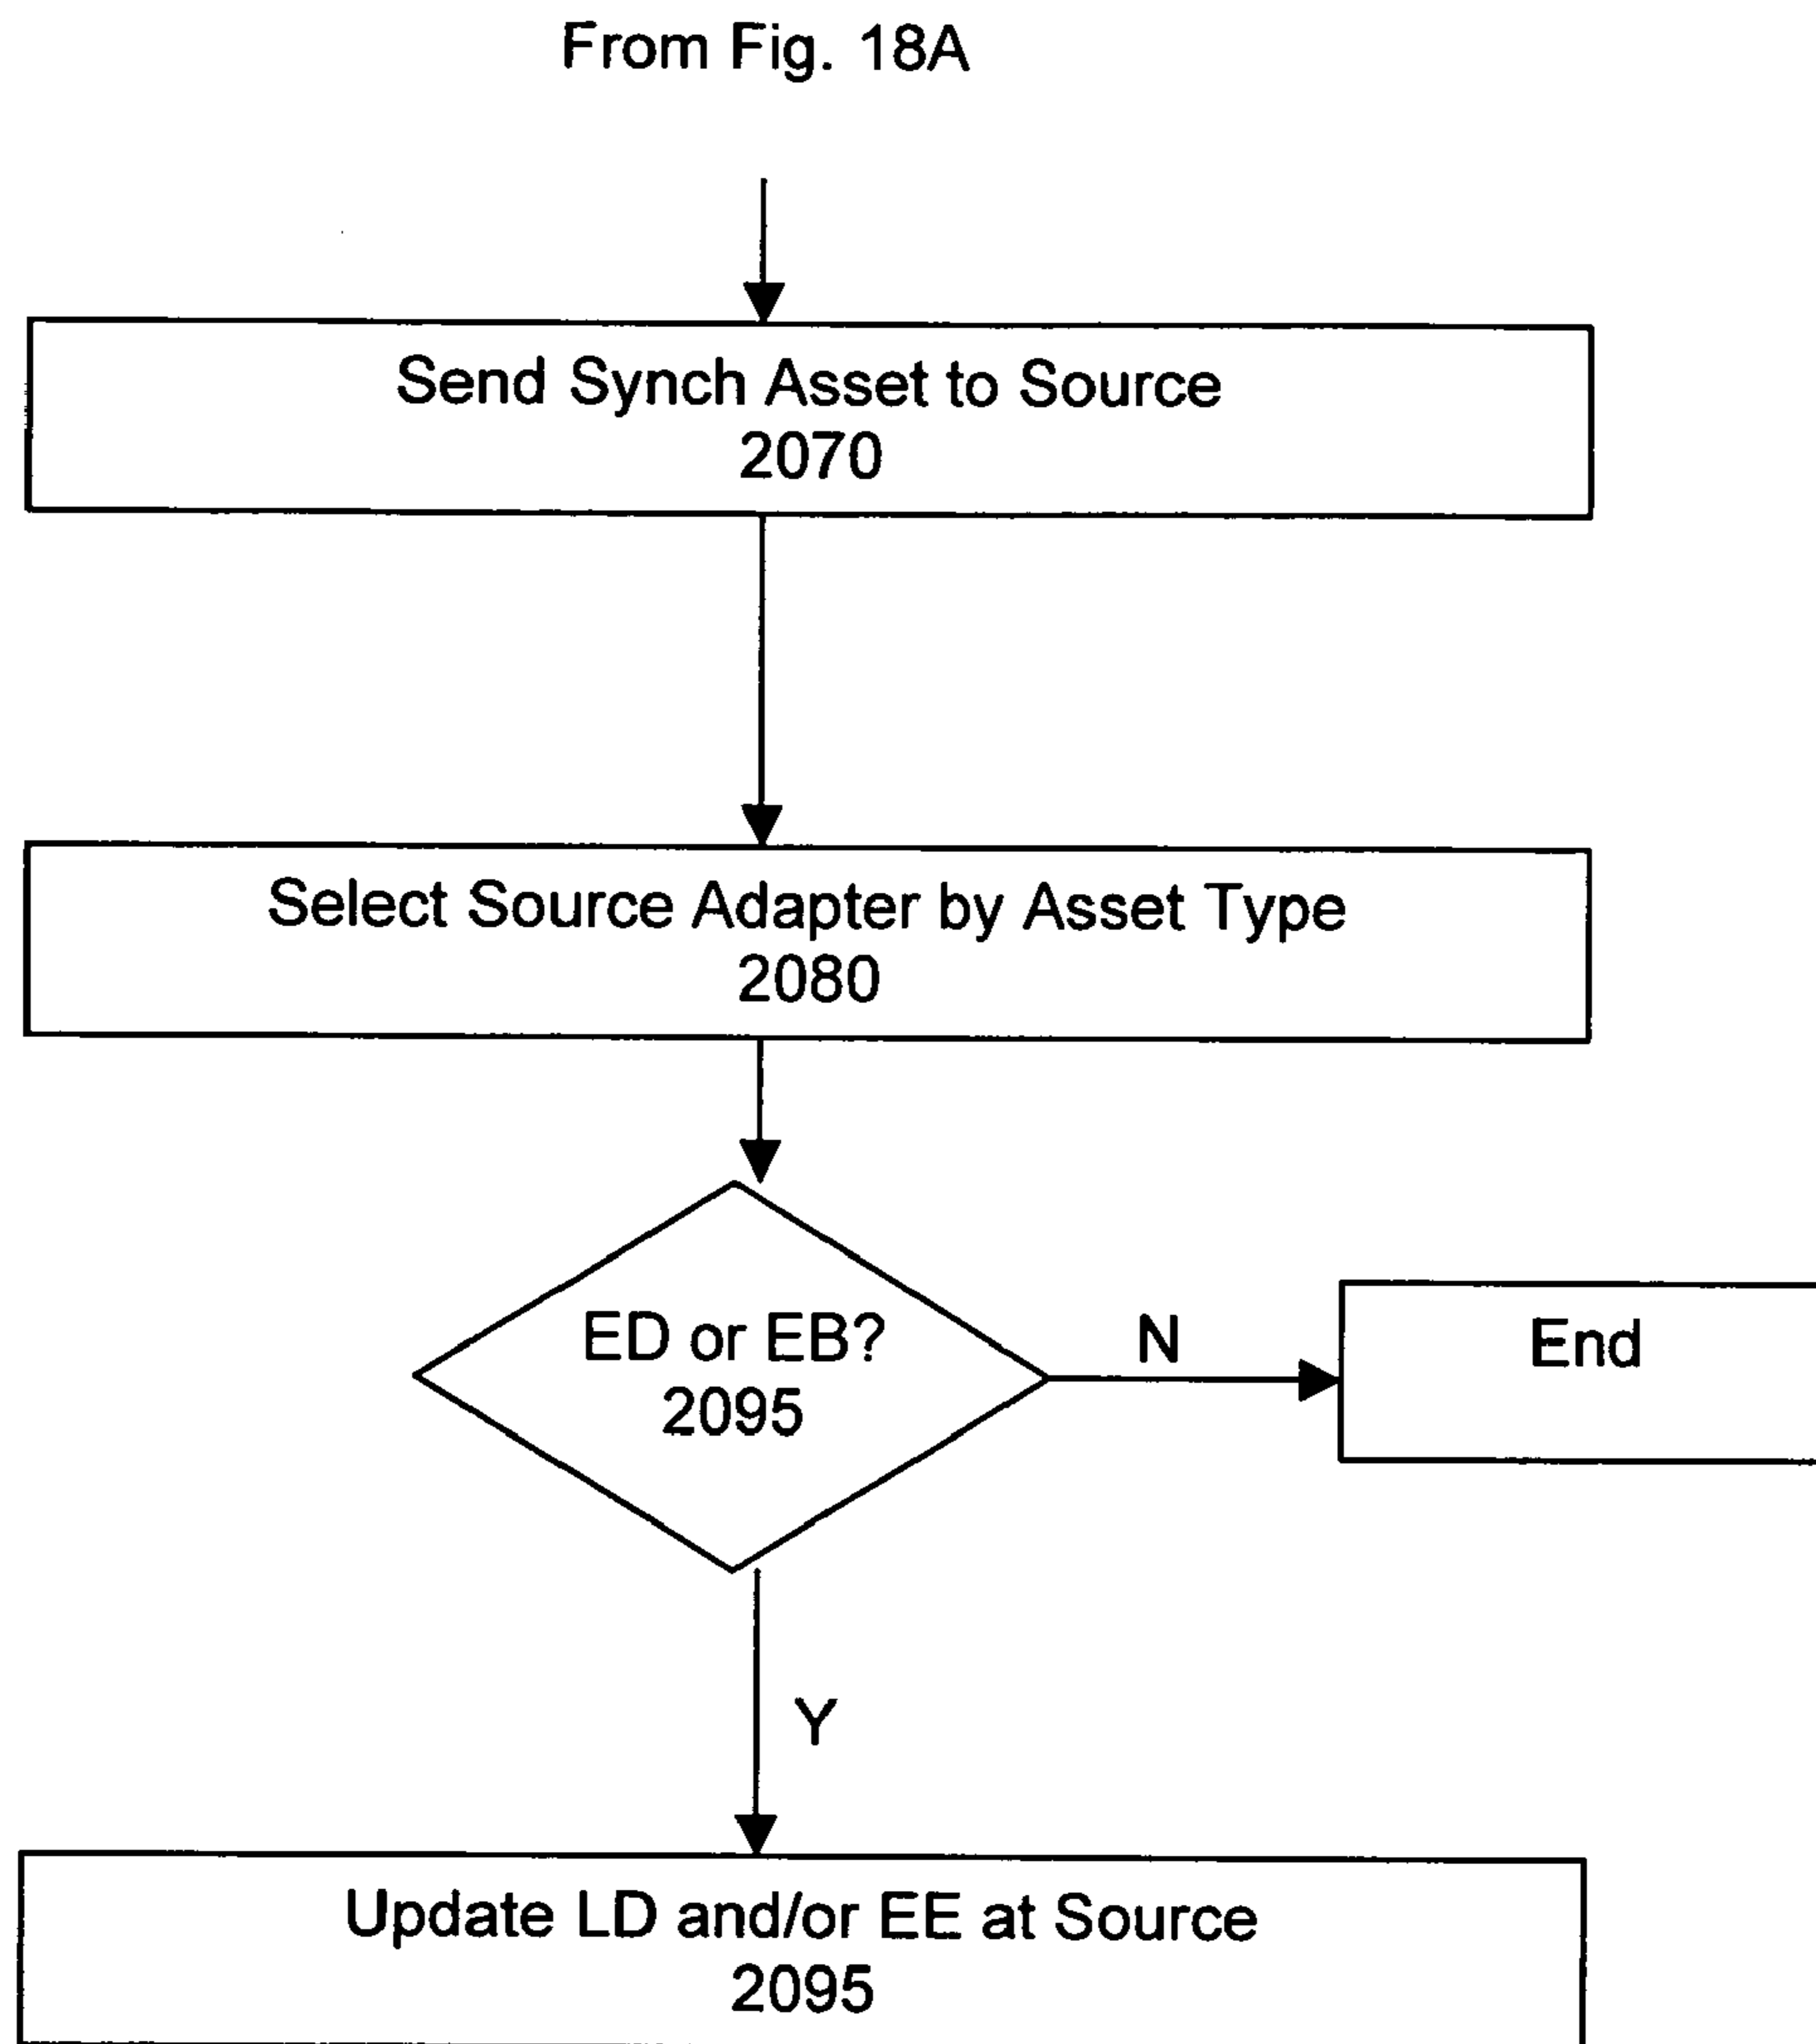 From Fig. 18A
Send Synch Asset to Source
2070
Select Source Adapter by Asset Type
2080
ED or EB?
2095
N
End
Y
Update LD and/or EE at Source
2095